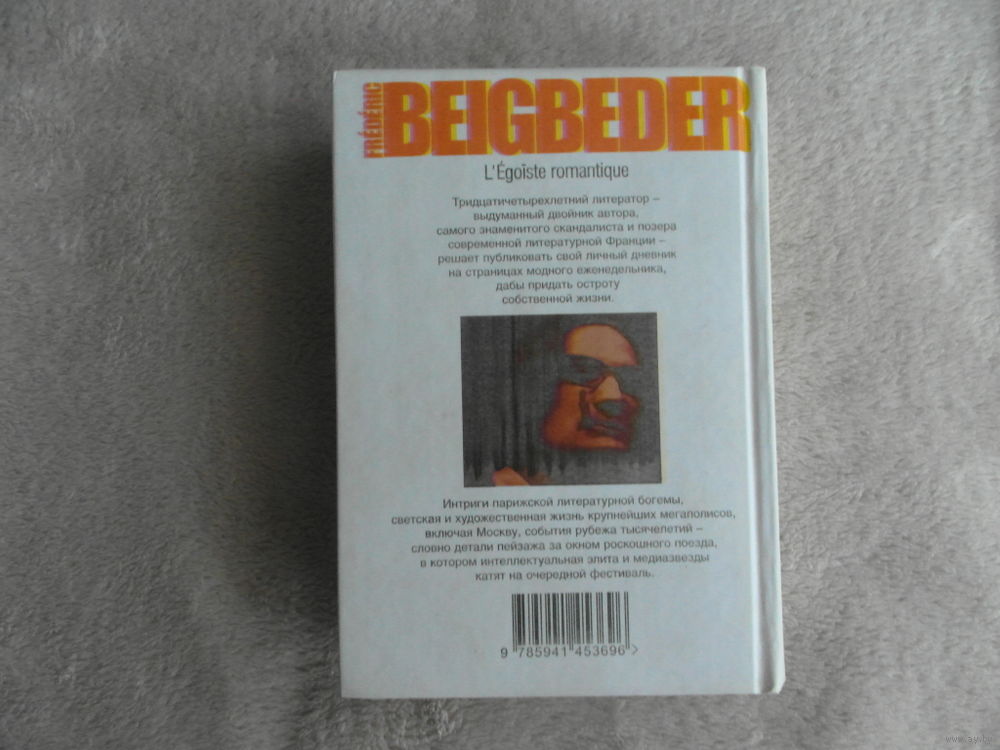 FRÉDÉRIC
BEIGBEDER
L'Égoïste romantique
Тридцатичетырехлетний литератор –
выдуманный двойник автора,
самого знаменитого скандалиста и позера
современной литературной Франции –
решает публиковать свой личный дневник
на страницах модного еженедельника,
дабы придать остроту
собственной жизни.
Интриги парижской литературной богемы,
светская и художественная жизнь крупнейших мегаполисов,
включая Москву, события рубежа тысячелетий –
словно детали пейзажа за окном роскошного поезда,
в котором интеллектуальная элита и медиазвезды
катят на очередной фестиваль.
9 785941 453696 >